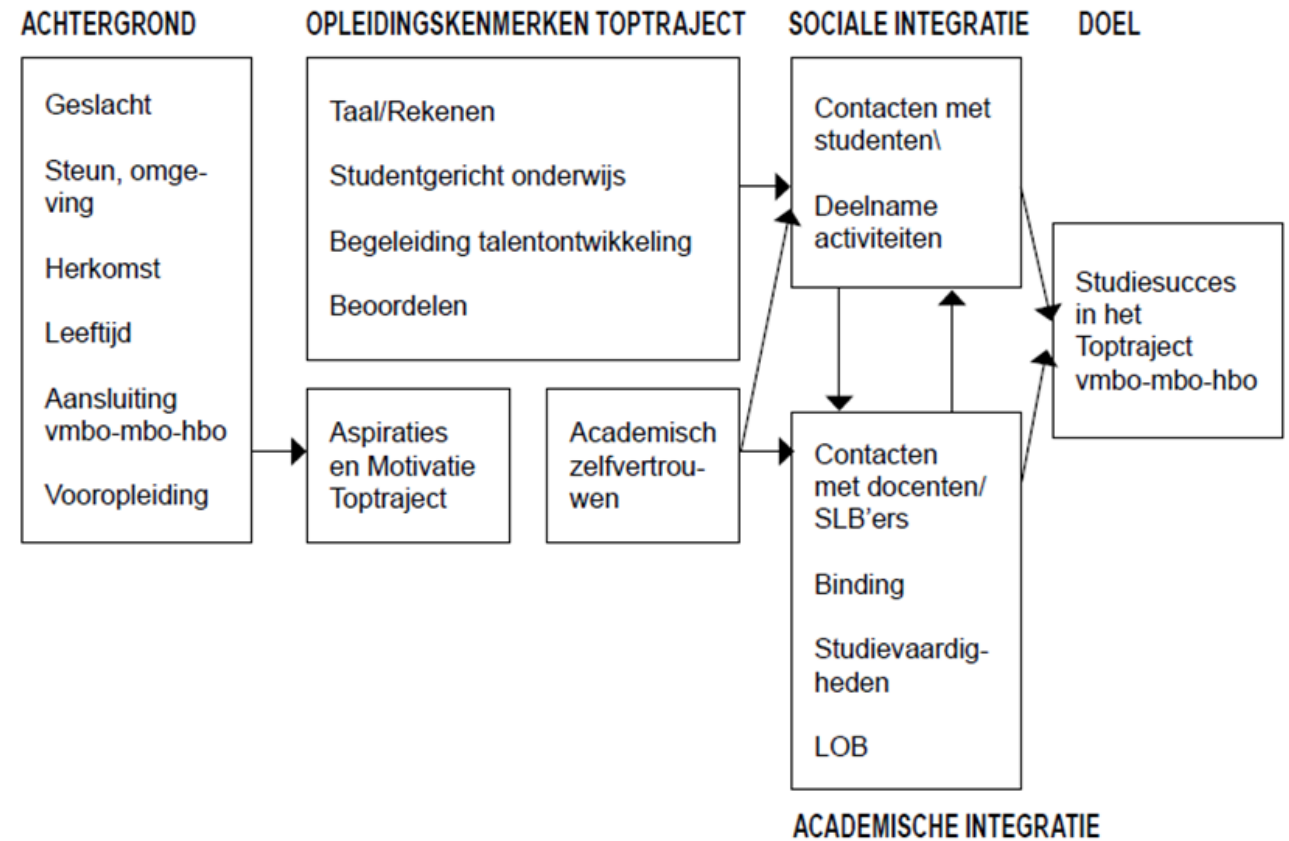 ACHTERGROND
Geslacht
Steun, omge-
ving
Herkomst
Leeftijd
Aansluiting
vmbo-mbo-hbo
Vooropleiding
OPLEIDINGSKENMERKEN TOPTRAJECT
Taal/Rekenen
Studentgericht onderwijs
Begeleiding talentontwikkeling
Beoordelen
Aspiraties
en Motivatie
Toptraject
Academisch
zelfvertrou-
wen
SOCIALE INTEGRATIE
Contacten met
studenten\
Deelname
activiteiten
Contacten
met docenten/
SLB'ers
Binding
Studievaardig-
heden
LOB
ACADEMISCHE INTEGRATIE
DOEL
Studiesucces
in het
Toptraject
vmbo-mbo-hbo